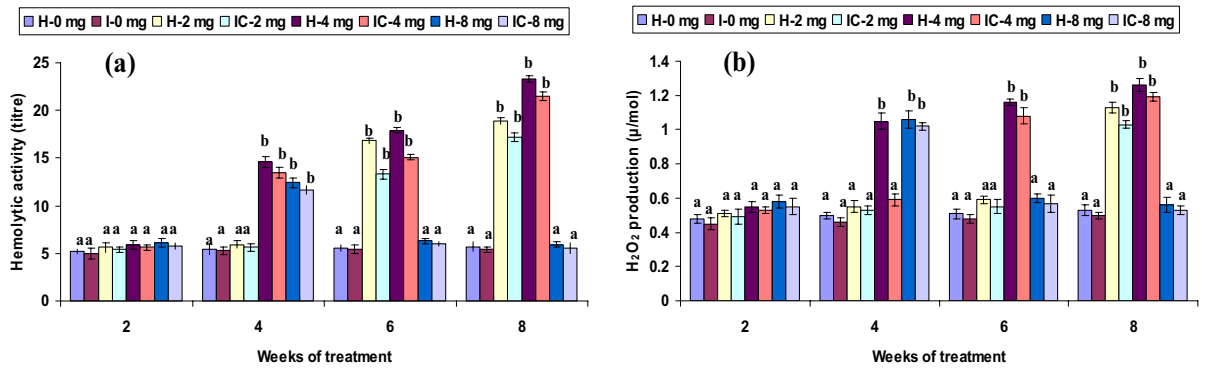 H-0 mg I-0 mg H-2 mg IC-2 mg H-4 mg IC-4 mg H-8 mg IC-8 mg
(a)
Hemolytic activity (titre)
25
20
15
10
5
0
a a a a a a a a
a a a a b b b b
a a b b b b a a
a a b b b b a a
2 4 6 8
Weeks of treatment
H-0 mg I-0 mg H-2 mg IC-2 mg H-4 mg IC-4 mg H-8 mg IC-8 mg
(b)
H₂O₂ production (µ/mol)
1.4
1.2
1
0.8
0.6
0.4
0.2
0
a a a a a a a a
a a a a b a b b
a a a a b b a a
a a b b b b a a
2 4 6 8
Weeks of treatment